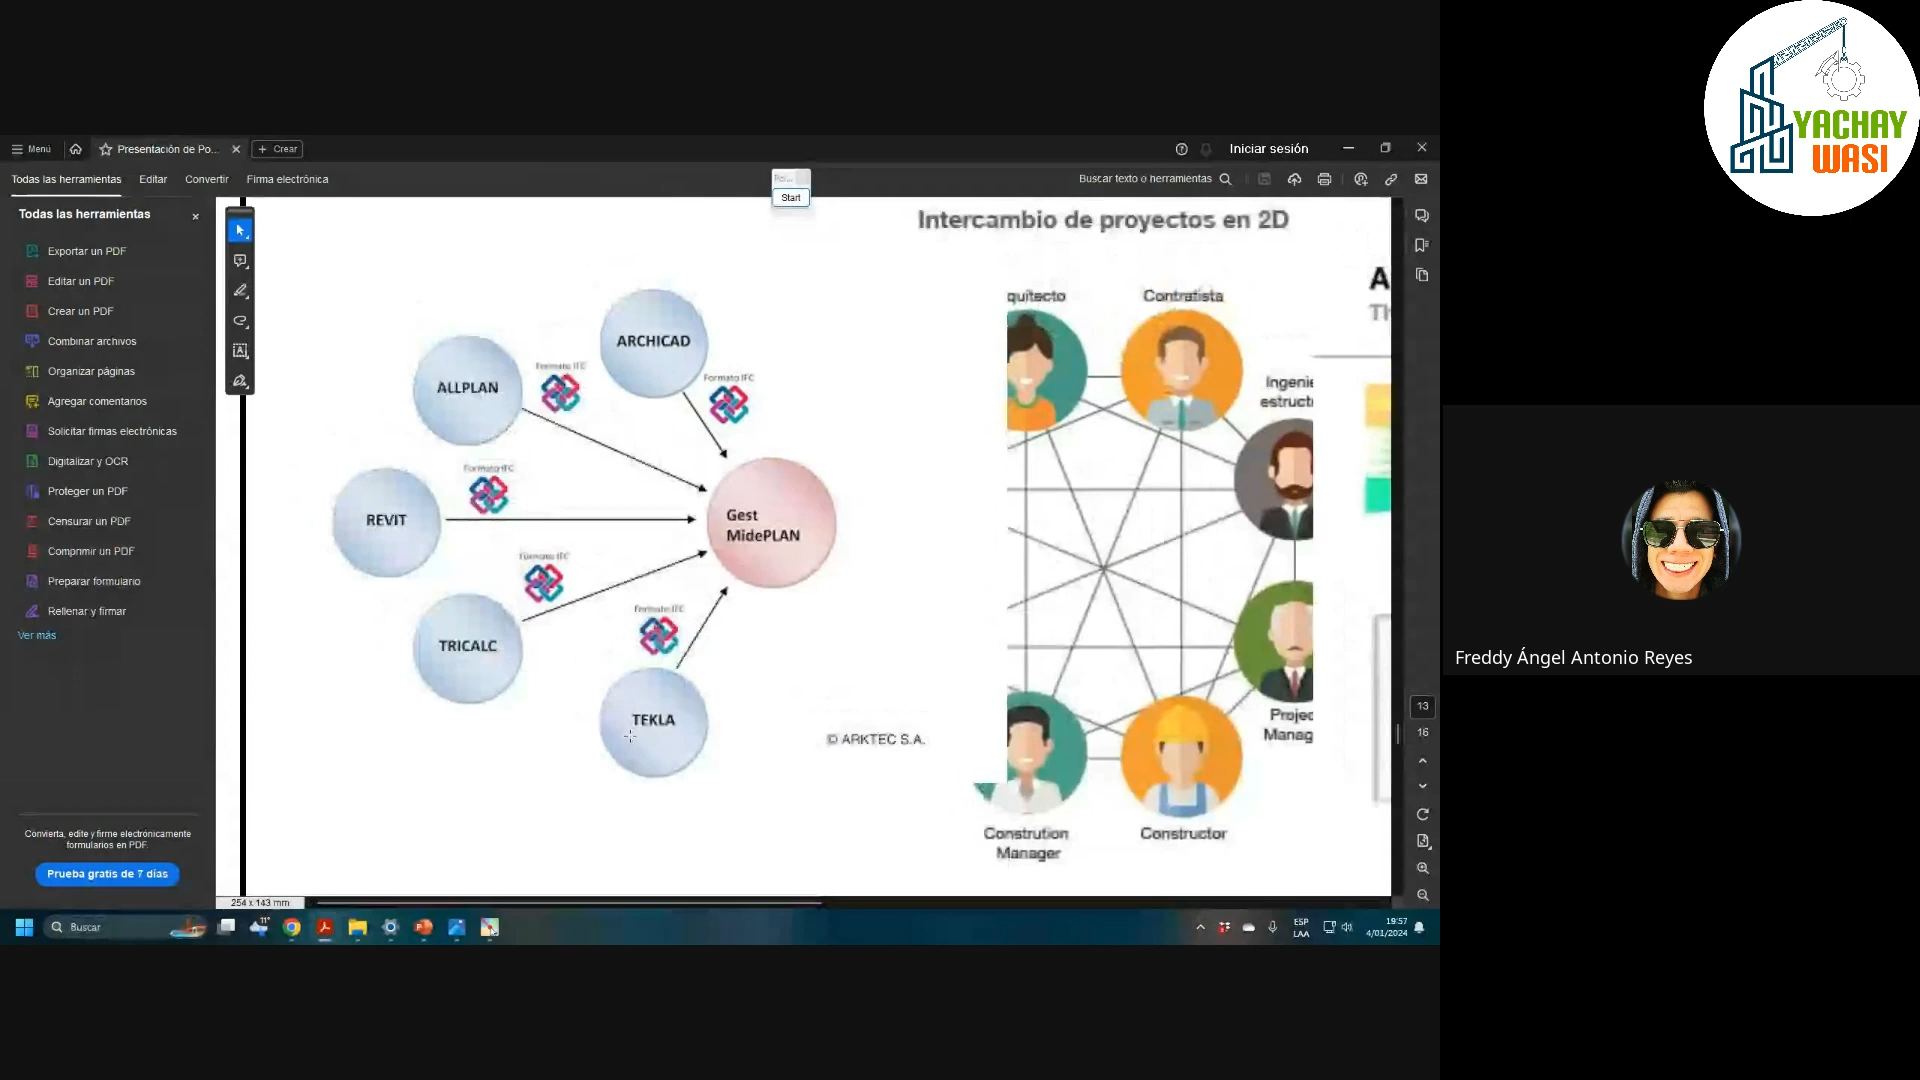 YACHAY
WASI
Menú
Presentación de Po...
Crear
Iniciar sesión
Todas las herramientas
Editar
Convertir
Firma electrónica
Start
Buscar texto o herramientas
Todas las herramientas
Exportar un PDF
Editar un PDF
Crear un PDF
Combinar archivos
Organizar páginas
Agregar comentarios
Solicitar firmas electrónicas
Digitalizar y OCR
Proteger un PDF
Censurar un PDF
Comprimir un PDF
Preparar formulario
Rellenar y firmar
Ver más
Convierta, edite y firme electrónicamente
formularios en PDF.
Prueba gratis de 7 días
254 x 143 mm
ARCHICAD
Formato IFC
ALLPLAN
Formato IFC
Formato IFC
REVIT
Gest
MidePLAN
Formato IFC
TRICALC
Formato IFC
TEKLA
© ARKTEC S.A.
Intercambio de proyectos en 2D
quitecto
Contratista
Ingenie
estructu
Projec
Manag
Constrution
Manager
Constructor
A
13
16
Buscar
11°
ESP
LAA
19:57
4/01/2024
Freddy Ángel Antonio Reyes